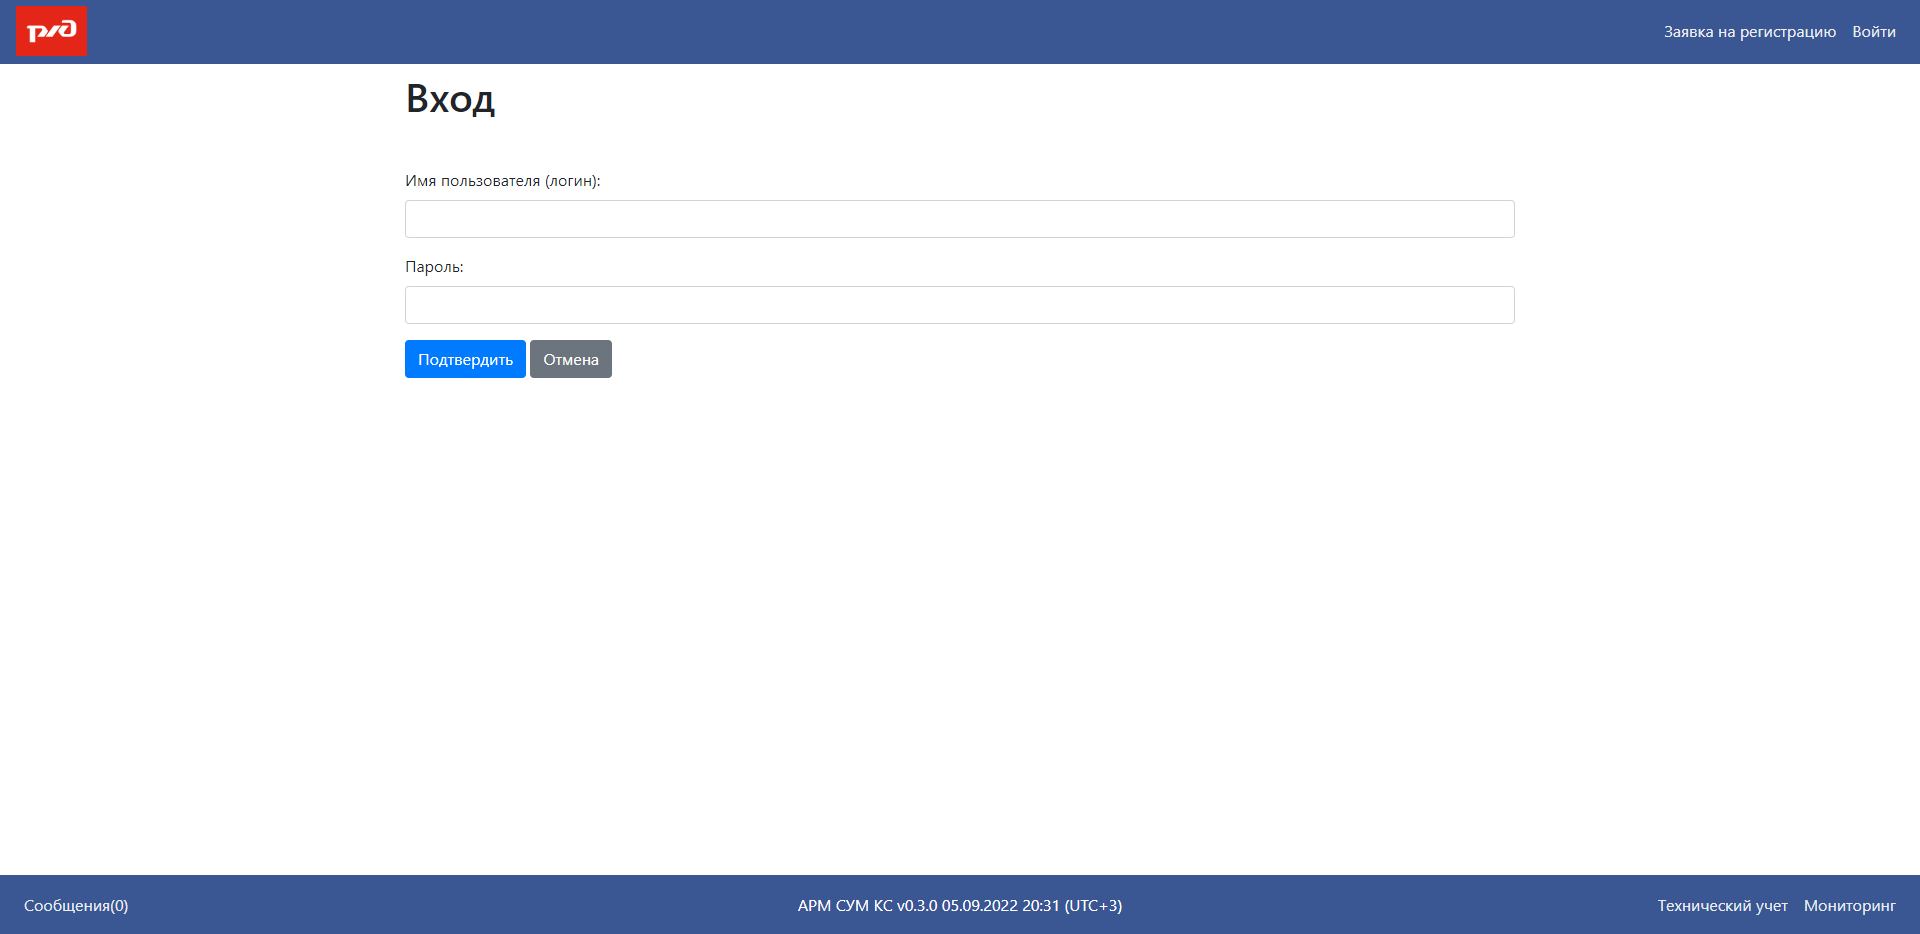 ржд
Заявка на регистрацию Войти
Вход
Имя пользователя (логин):
Пароль:
Подтвердить Отмена
Сообщения(0) АРМ СУМ КС v0.3.0 05.09.2022 20:31 (UTC+3) Технический учет Мониторинг